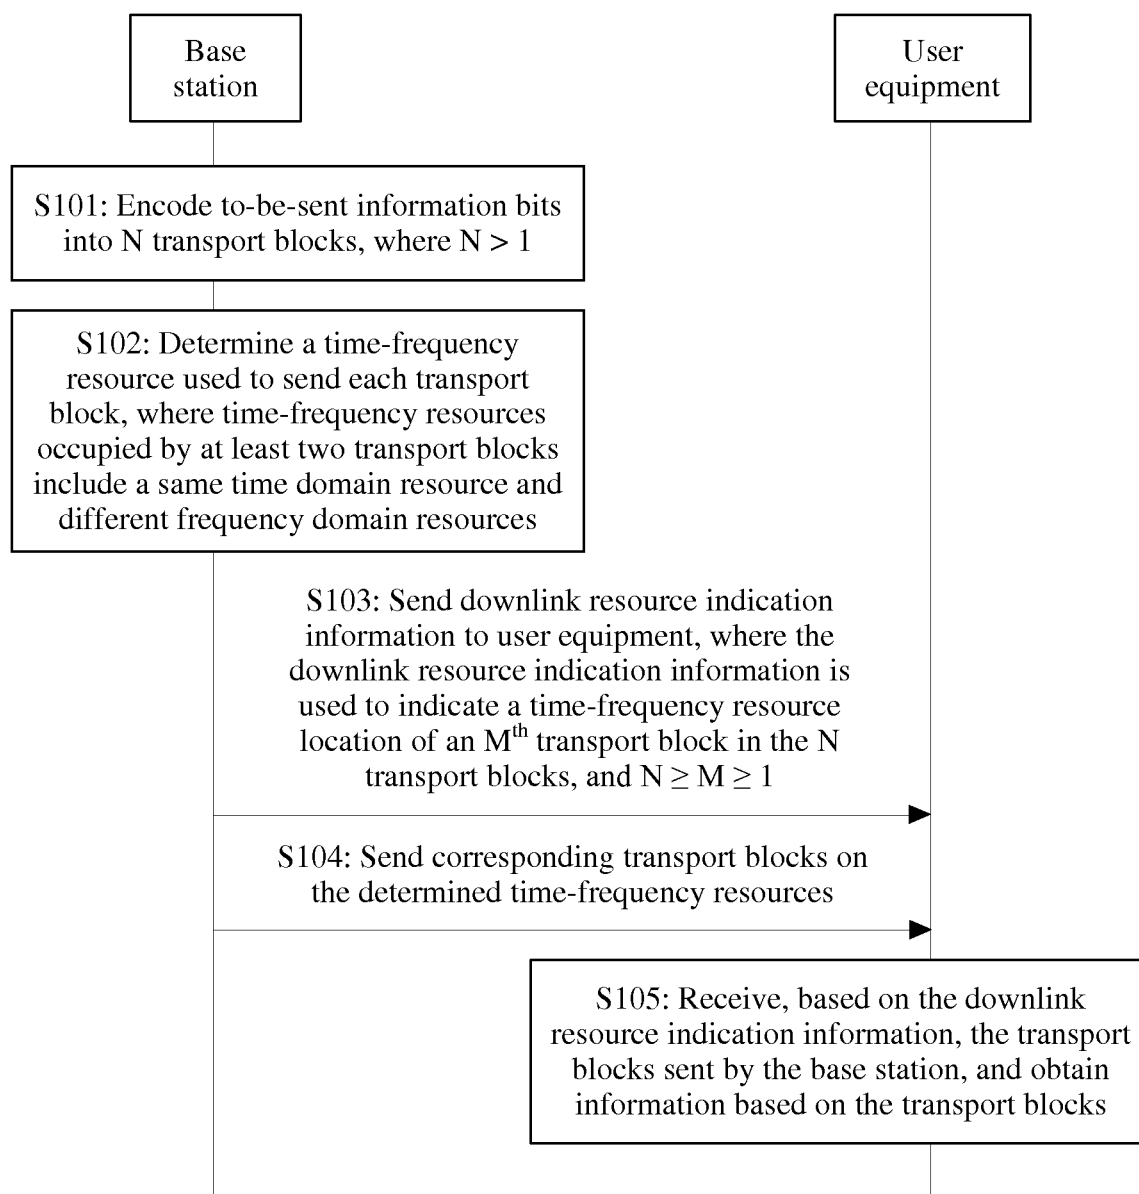 Base
station
User
equipment
S101: Encode to-be-sent information bits
into N transport blocks, where N > 1
S102: Determine a time-frequency
resource used to send each transport
block, where time-frequency resources
occupied by at least two transport blocks
include a same time domain resource and
different frequency domain resources
S103: Send downlink resource indication
information to user equipment, where the
downlink resource indication information is
used to indicate a time-frequency resource
location of an Mth transport block in the N
transport blocks, and N ≥ M ≥ 1
S104: Send corresponding transport blocks on
the determined time-frequency resources
S105: Receive, based on the downlink
resource indication information, the transport
blocks sent by the base station, and obtain
information based on the transport blocks